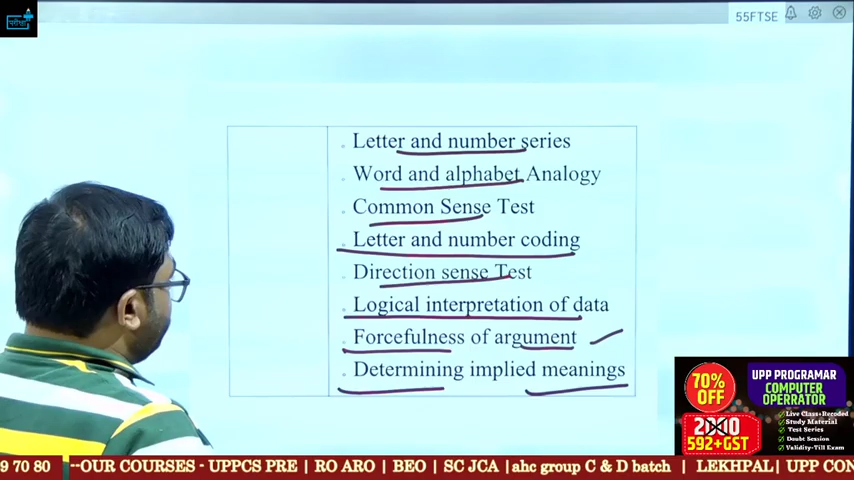 परीक्षा
55FTSE
Letter and number series
Word and alphabet Analogy
Common Sense Test
Letter and number coding
Direction sense Test
Logical interpretation of data
Forcefulness of argument
Determining implied meanings
70%
OFF
UPP PROGRAMAR
COMPUTER
OPERRATOR
592+GST
Live Class+Recoded
Study Material
Test Series
Doubt Session
Validity-Till Exam
9 70 80 --OUR COURSES - UPPCS PRE | RO ARO | BEO | SC JCA |ahc group C & D batch | LEKHPAL| UPP CON